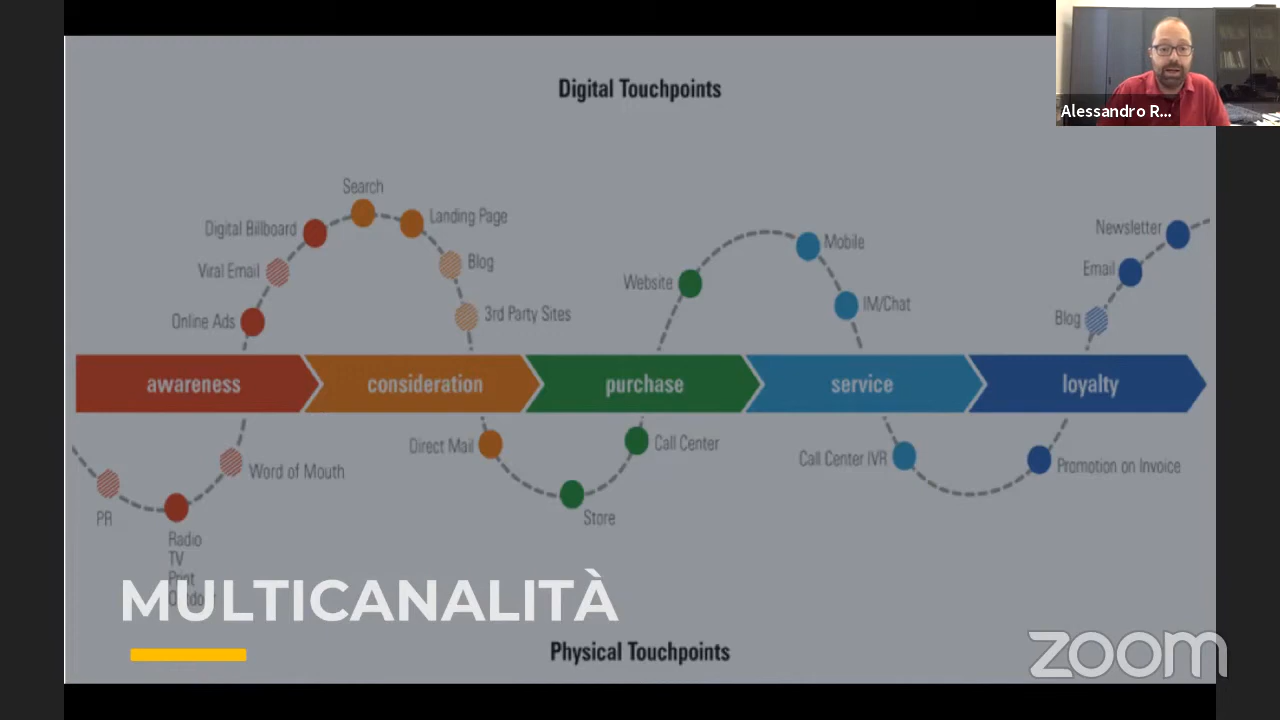 Digital Touchpoints
Alessandro R...
Search
Digital Billboard
Landing Page
Viral Email
Blog
Online Ads
3rd Party Sites
Website
Mobile
IM/Chat
Newsletter
Email
Blog
awareness
consideration
purchase
service
loyalty
Direct Mail
Call Center
Call Center IVR
Promotion on Invoice
Word of Mouth
PR
Store
Radio
TV
Print
MULTICANALITÀ
Physical Touchpoints
zoom